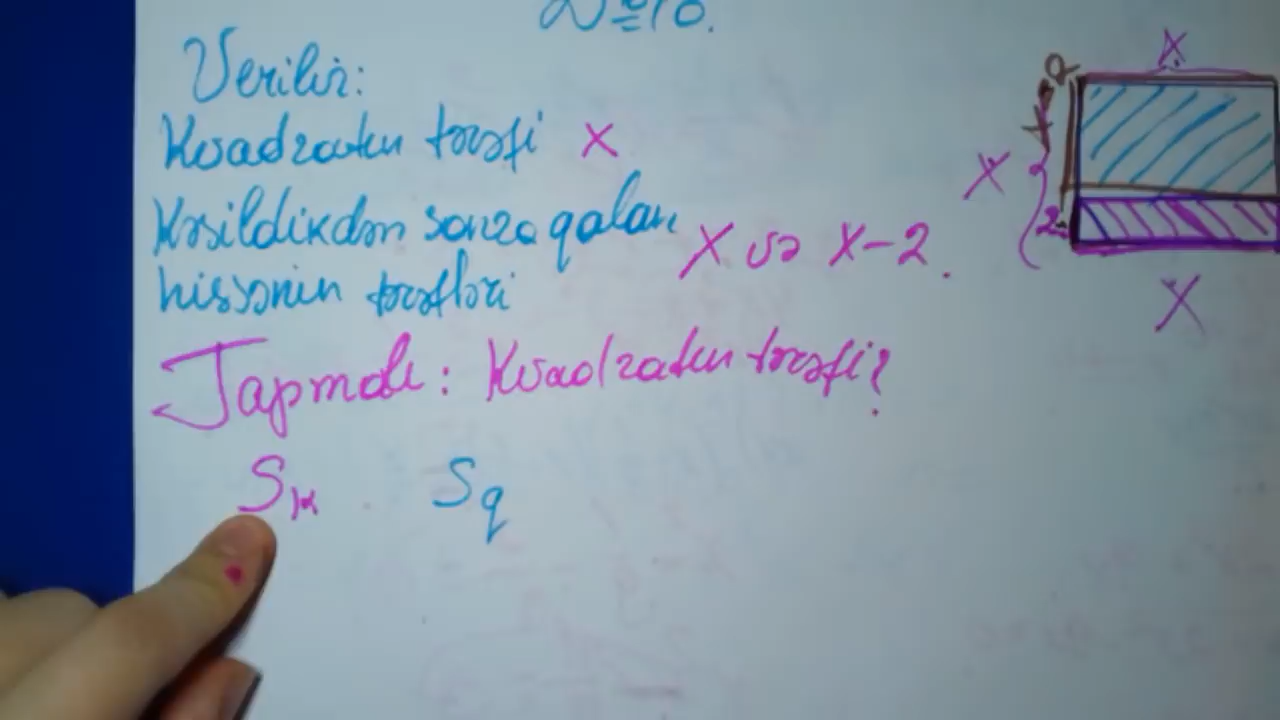 №10.
Verilir:
Kvadratın tərəfi x
Kəsildikdən sonra qalan
hissənin tərəfləri x və x-2.
Tapmalı: Kvadratın tərəfi?
Sk Sq
x
x
2
x